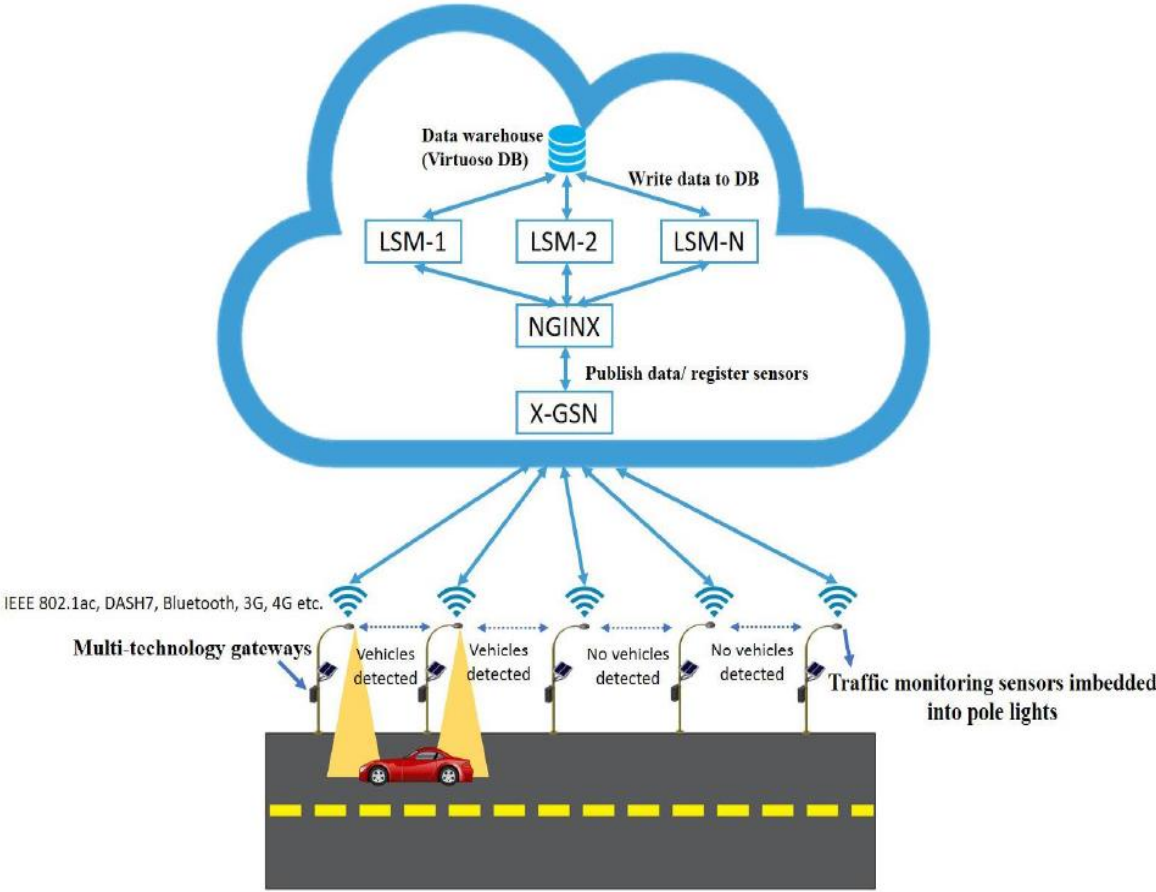 Data warehouse
(Virtuoso DB)
Write data to DB
LSM-1
LSM-2
LSM-N
NGINX
Publish data/ register sensors
X-GSN
IEEE 802.1ac, DASH7, Bluetooth, 3G, 4G etc.
Multi-technology gateways
Vehicles
detected
Vehicles
detected
No vehicles
detected
No vehicles
detected
Traffic monitoring sensors imbedded
into pole lights